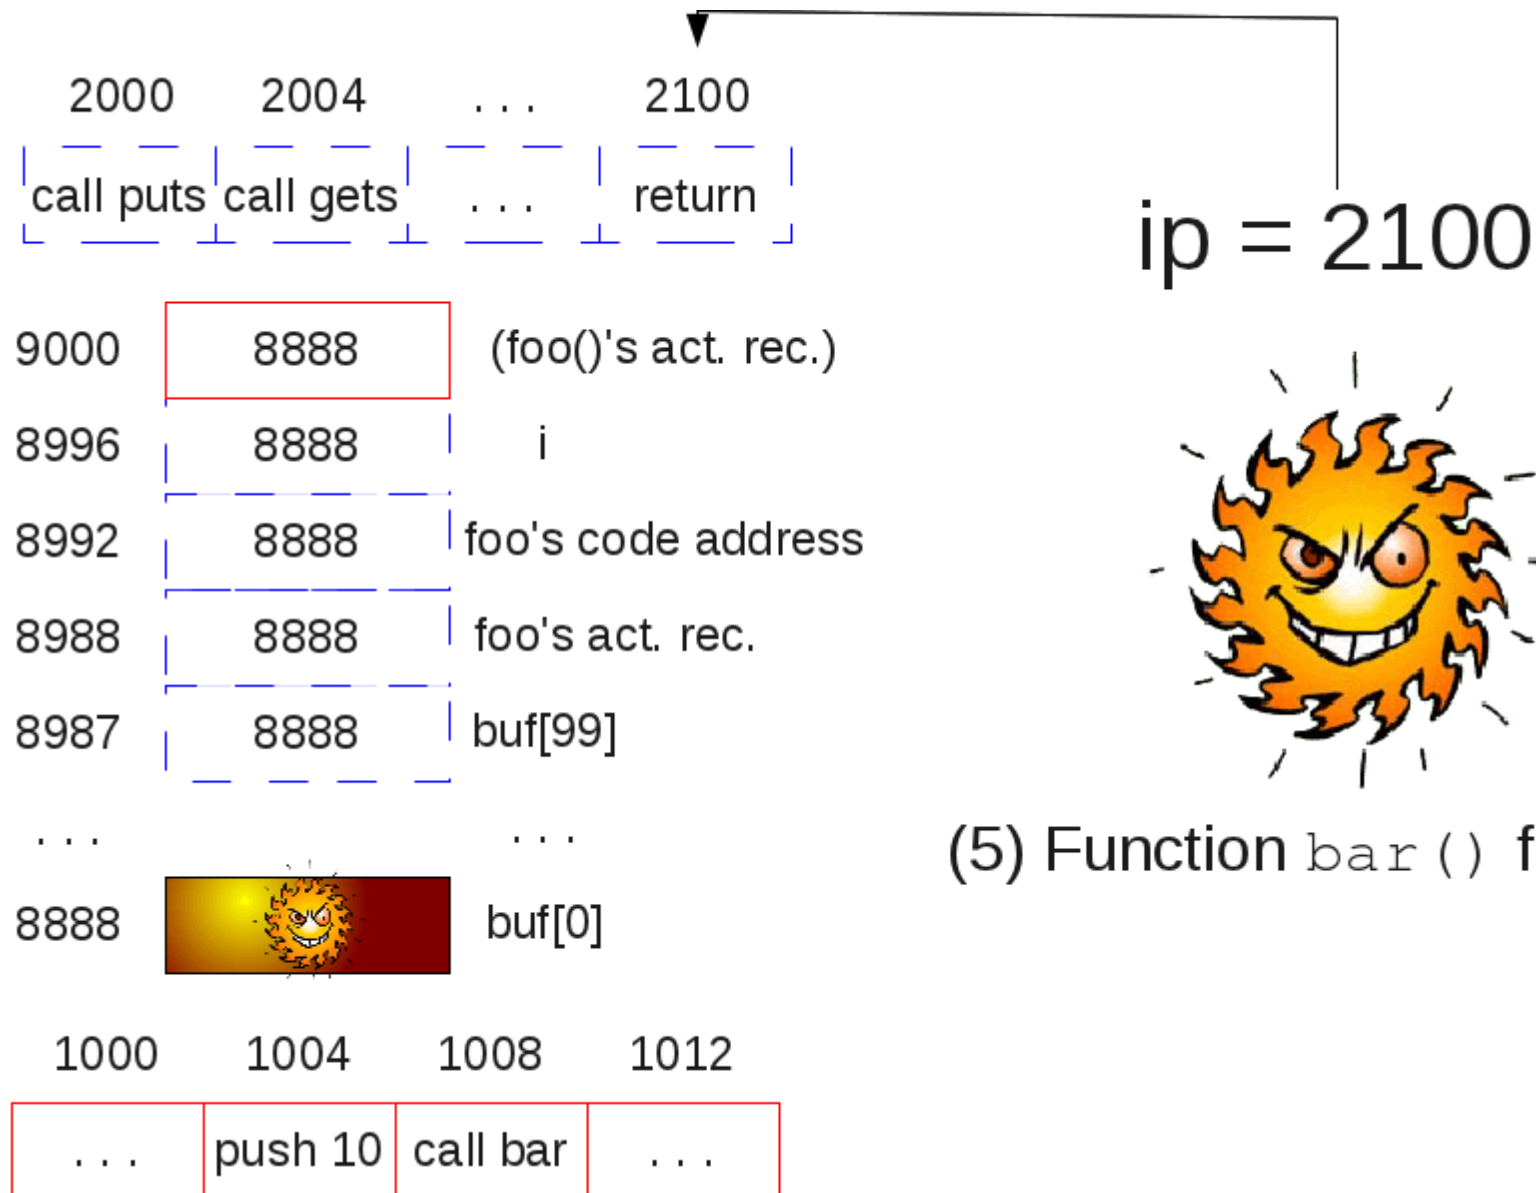 2000 2004 . . . 2100
call puts call gets . . . return
ip = 2100
9000 8888 (foo()'s act. rec.)
8996 8888 i
8992 8888 foo's code address
8988 8888 foo's act. rec.
8987 8888 buf[99]
. . . . . .
(5) Function bar() f
8888 buf[0]
1000 1004 1008 1012
. . . push 10 call bar . . .